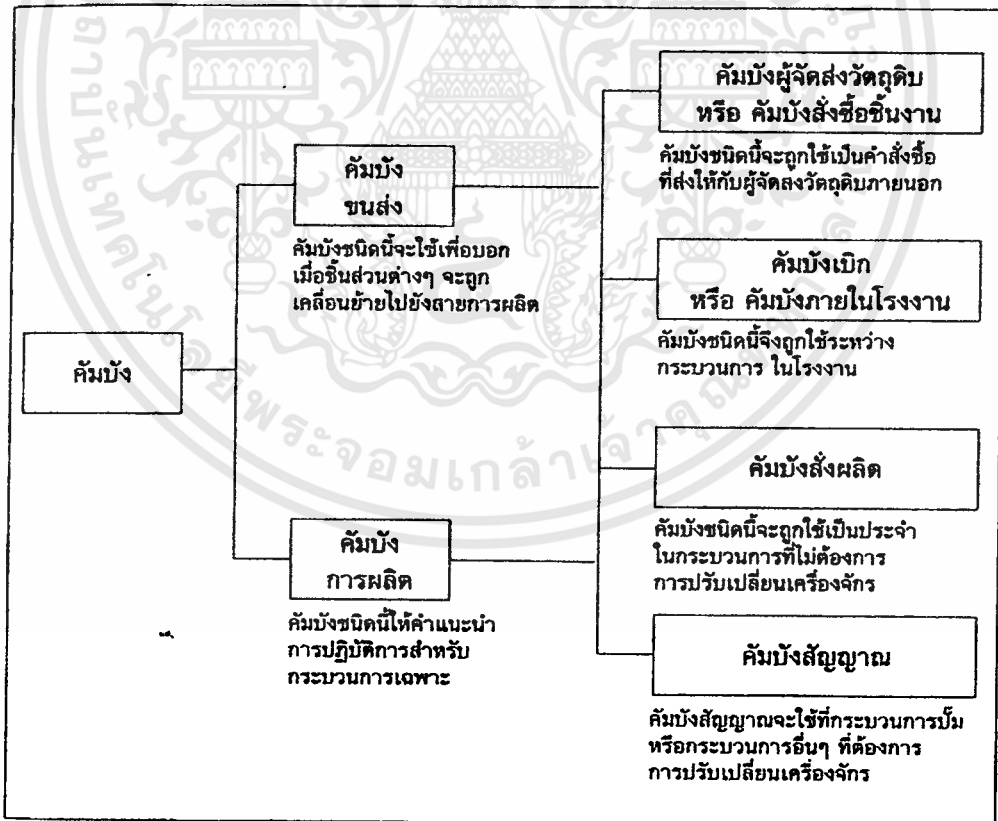 คัมบัง
คัมบัง
ขนส่ง
คัมบังชนิดนี้จะใช้เพื่อบอก
เมื่อชิ้นส่วนต่างๆ จะถูก
เคลื่อนย้ายไปยังสายการผลิต
คัมบัง
การผลิต
คัมบังชนิดนี้ให้คำแนะนำ
การปฏิบัติการสำหรับ
กระบวนการเฉพาะ
คัมบังผู้จัดส่งวัตถุดิบ
หรือ คัมบังสั่งซื้อชิ้นงาน
คัมบังชนิดนี้จะถูกใช้เป็นคำสั่งซื้อ
ที่ส่งให้กับผู้จัดสงวัตถุดิบภายนอก
คัมบังเบิก
หรือ คัมบังภายในโรงงาน
คัมบังชนิดนี้จึงถูกใช้ระหว่าง
กระบวนการ ในโรงงาน
คัมบังสั่งผลิต
คัมบังชนิดนี้จะถูกใช้เป็นประจำ
ในกระบวนการที่ไม่ต้องการ
การปรับเปลี่ยนเครื่องจักร
คัมบังสัญญาณ
คัมบังสัญญาณจะใช้ที่กระบวนการปั๊ม
หรือกระบวนการอื่นๆ ที่ต้องการ
การปรับเปลี่ยนเครื่องจักร
พระจอมเกล้าเจ้าคุณ